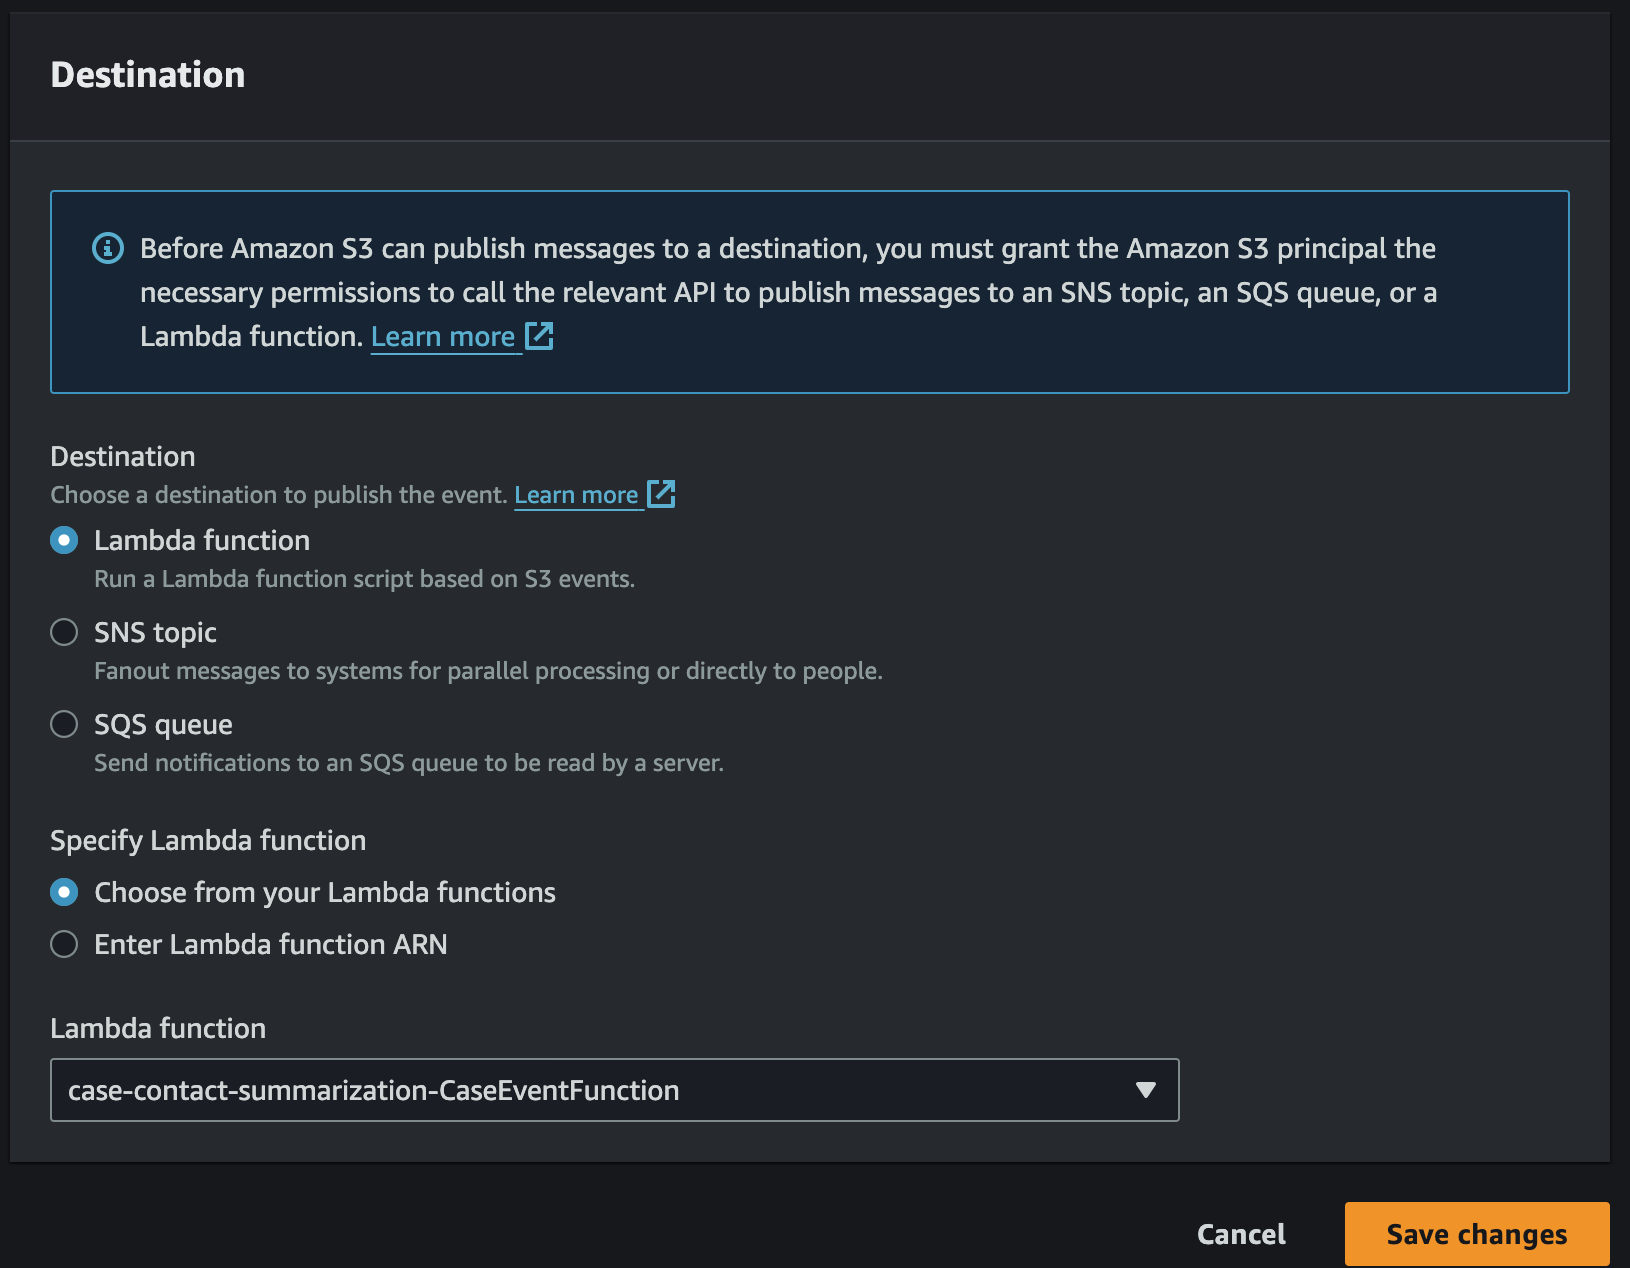 Destination
Before Amazon S3 can publish messages to a destination, you must grant the Amazon S3 principal the
necessary permissions to call the relevant API to publish messages to an SNS topic, an SQS queue, or a
Lambda function. Learn more
Destination
Choose a destination to publish the event. Learn more
Lambda function
Run a Lambda function script based on S3 events.
SNS topic
Fanout messages to systems for parallel processing or directly to people.
SQS queue
Send notifications to an SQS queue to be read by a server.
Specify Lambda function
Choose from your Lambda functions
Enter Lambda function ARN
Lambda function
case-contact-summarization-CaseEventFunction
Cancel
Save changes